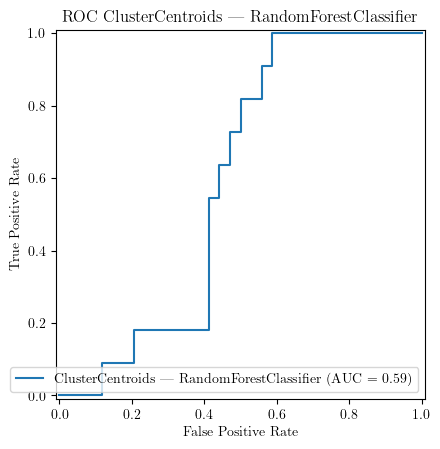 ROC ClusterCentroids — RandomForestClassifier
True Positive Rate
1.0
0.8
0.6
0.4
0.2
0.0
ClusterCentroids — RandomForestClassifier (AUC = 0.59)
0.0 0.2 0.4 0.6 0.8 1.0
False Positive Rate